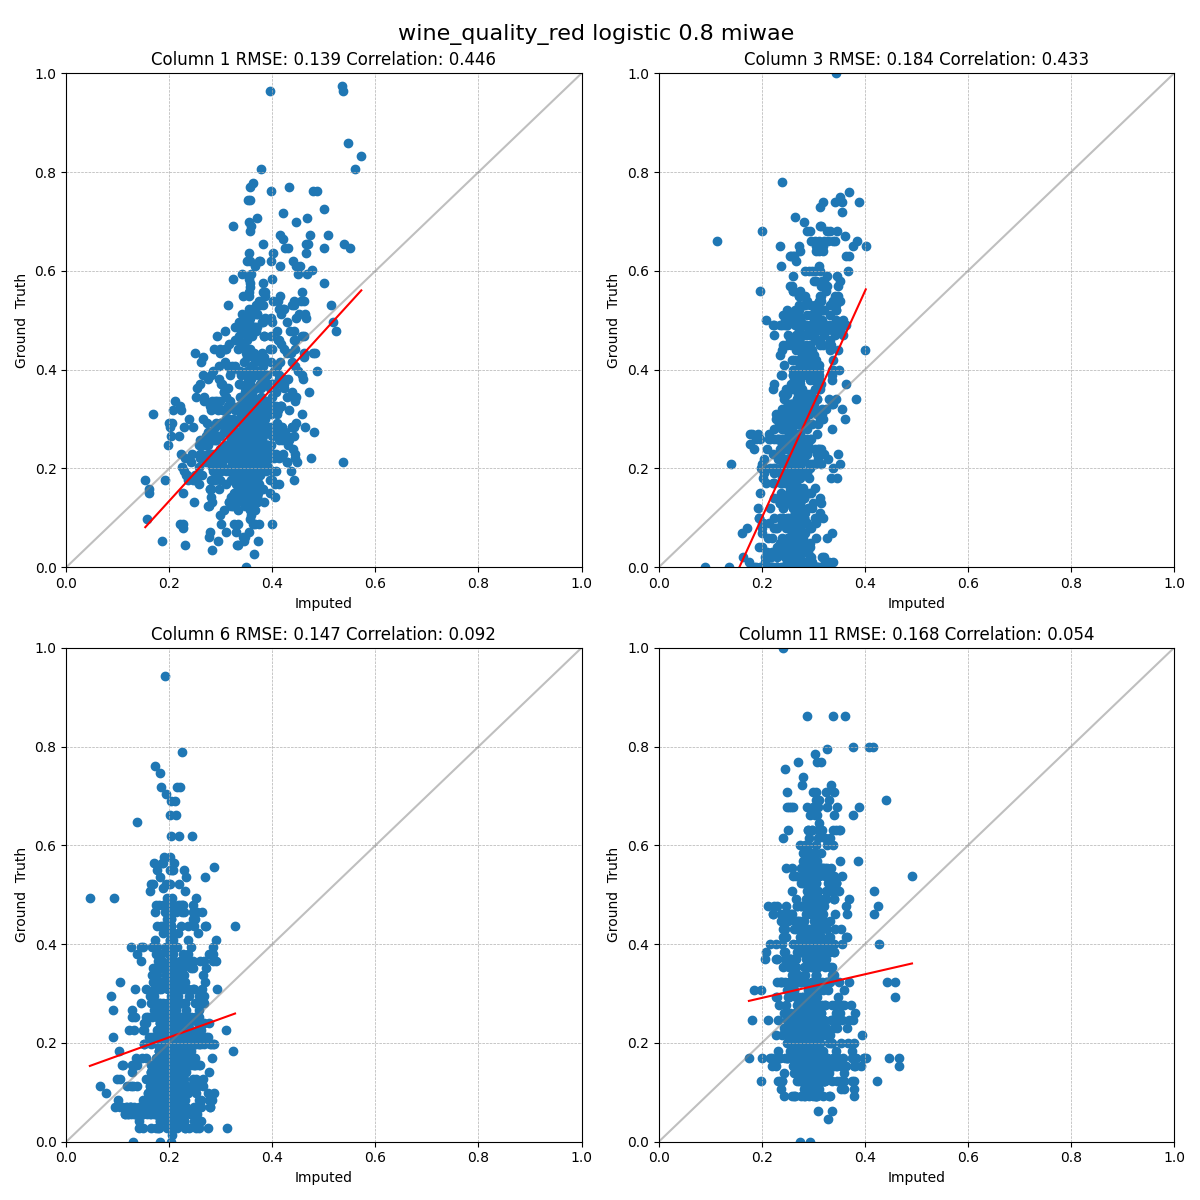 wine_quality_red logistic 0.8 miwae
Column 1 RMSE: 0.139 Correlation: 0.446
Column 3 RMSE: 0.184 Correlation: 0.433
1.0
0.8
0.6
0.4
0.2
0.0
Ground Truth
0.0 0.2 0.4 0.6 0.8 1.0
Imputed
1.0
0.8
0.6
0.4
0.2
0.0
Ground Truth
0.0 0.2 0.4 0.6 0.8 1.0
Imputed
Column 6 RMSE: 0.147 Correlation: 0.092
Column 11 RMSE: 0.168 Correlation: 0.054
1.0
0.8
0.6
0.4
0.2
0.0
Ground Truth
0.0 0.2 0.4 0.6 0.8 1.0
Imputed
1.0
0.8
0.6
0.4
0.2
0.0
Ground Truth
0.0 0.2 0.4 0.6 0.8 1.0
Imputed